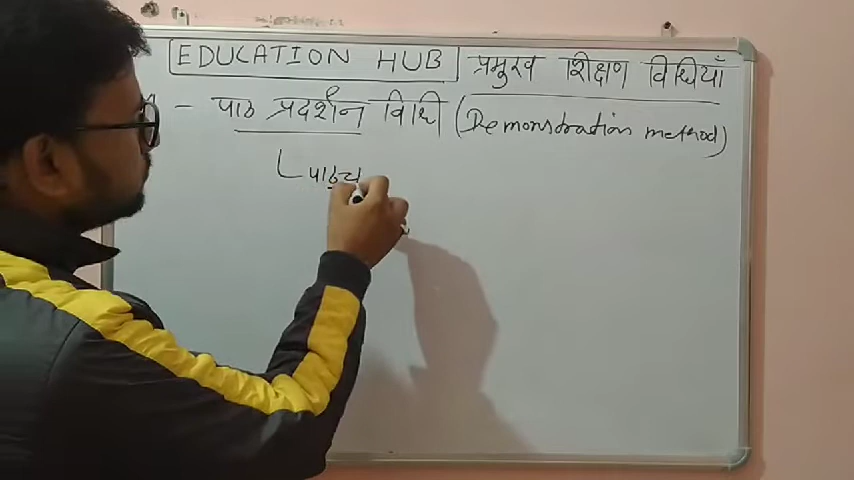 EDUCATION HUB प्रमुख शिक्षण विधियाँ
- पाठ प्रदर्शन विधि (Demonstration method)
पाठ्य